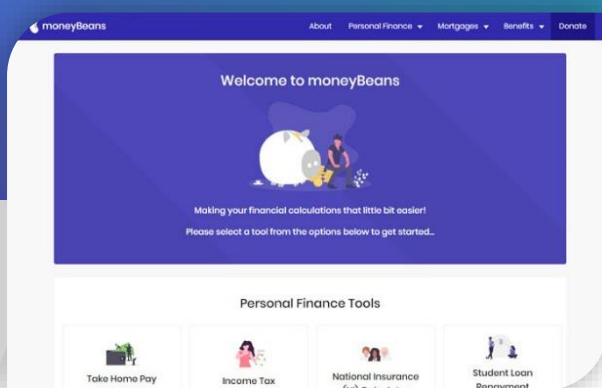 moneyBeans
About Personal Finance Mortgages Benefits Donate
Welcome to moneyBeans
Making your financial calculations that little bit easier!
Please select a tool from the options below to get started...
Personal Finance Tools
Take Home Pay
Income Tax
National Insurance
Student Loan
Repayment